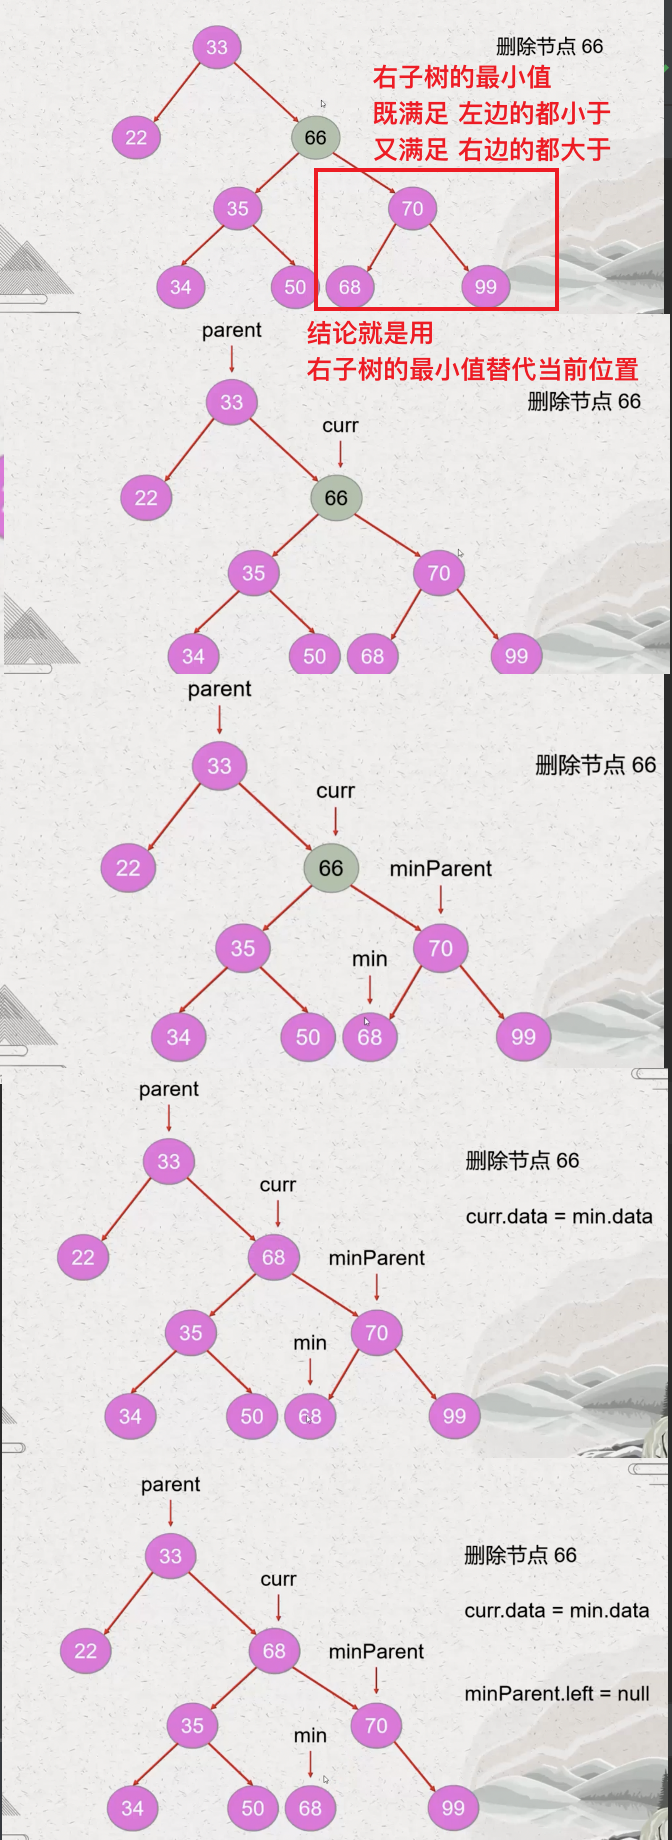 33
删除节点 66
右子树的最小值
既满足 左边的都小于
又满足 右边的都大于
22
66
35
70
34
50
68
99
结论就是用
右子树的最小值替代当前位置
parent
33
删除节点 66
curr
22
66
35
70
34
50
68
99
parent
33
删除节点 66
curr
22
66
minParent
35
70
min
34
50
68
99
parent
33
删除节点 66
curr
curr.data = min.data
22
68
minParent
35
70
min
34
50
68
99
parent
33
删除节点 66
curr
curr.data = min.data
22
68
minParent
minParent.left = null
35
70
min
34
50
68
99